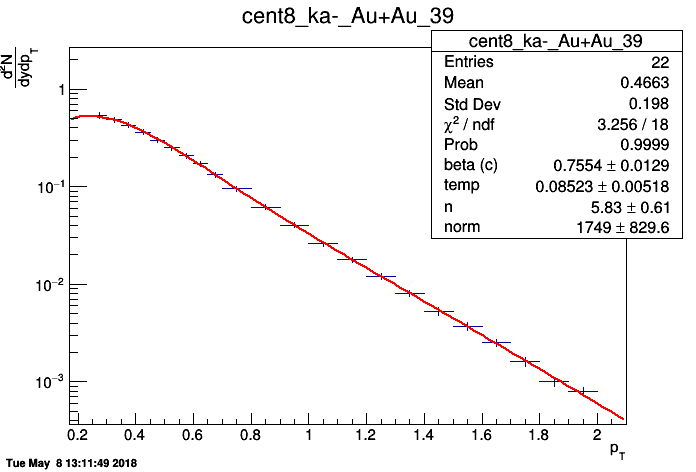 cent8_ka-_Au+Au_39
cent8_ka-_Au+Au_39
Entries 22
Mean 0.4663
Std Dev 0.198
χ² / ndf 3.256 / 18
Prob 0.9999
beta (c) 0.7554 ± 0.0129
temp 0.08523 ± 0.00518
n 5.83 ± 0.61
norm 1749 ± 829.6
d²N
dydp_T
1
10⁻¹
10⁻²
10⁻³
0.2 0.4 0.6 0.8 1 1.2 1.4 1.6 1.8 2
p_T
Tue May 8 13:11:49 2018